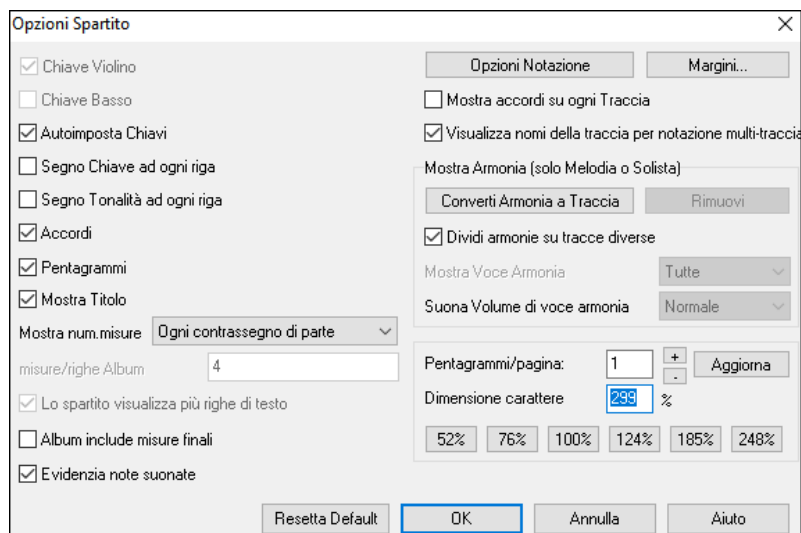 Opzioni Spartito
Chiave Violino
Chiave Basso
Autoimposta Chiavi
Segno Chiave ad ogni riga
Segno Tonalità ad ogni riga
Accordi
Pentagrammi
Mostra Titolo
Mostra num.misure Ogni contrassegno di parte
misure/righe Album 4
Lo spartito visualizza più righe di testo
Album include misure finali
Evidenzia note suonate
Opzioni Notazione Margini...
Mostra accordi su ogni Traccia
Visualizza nomi della traccia per notazione multi-traccia
Mostra Armonia (solo Melodia o Solista)
Converti Armonia a Traccia Rimuovi
Dividi armonie su tracce diverse
Mostra Voce Armonia Tutte
Suona Volume di voce armonia Normale
Pentagrammi/pagina: 1 + - Aggiorna
Dimensione carattere 299 %
52% 76% 100% 124% 185% 248%
Resetta Default OK Annulla Aiuto